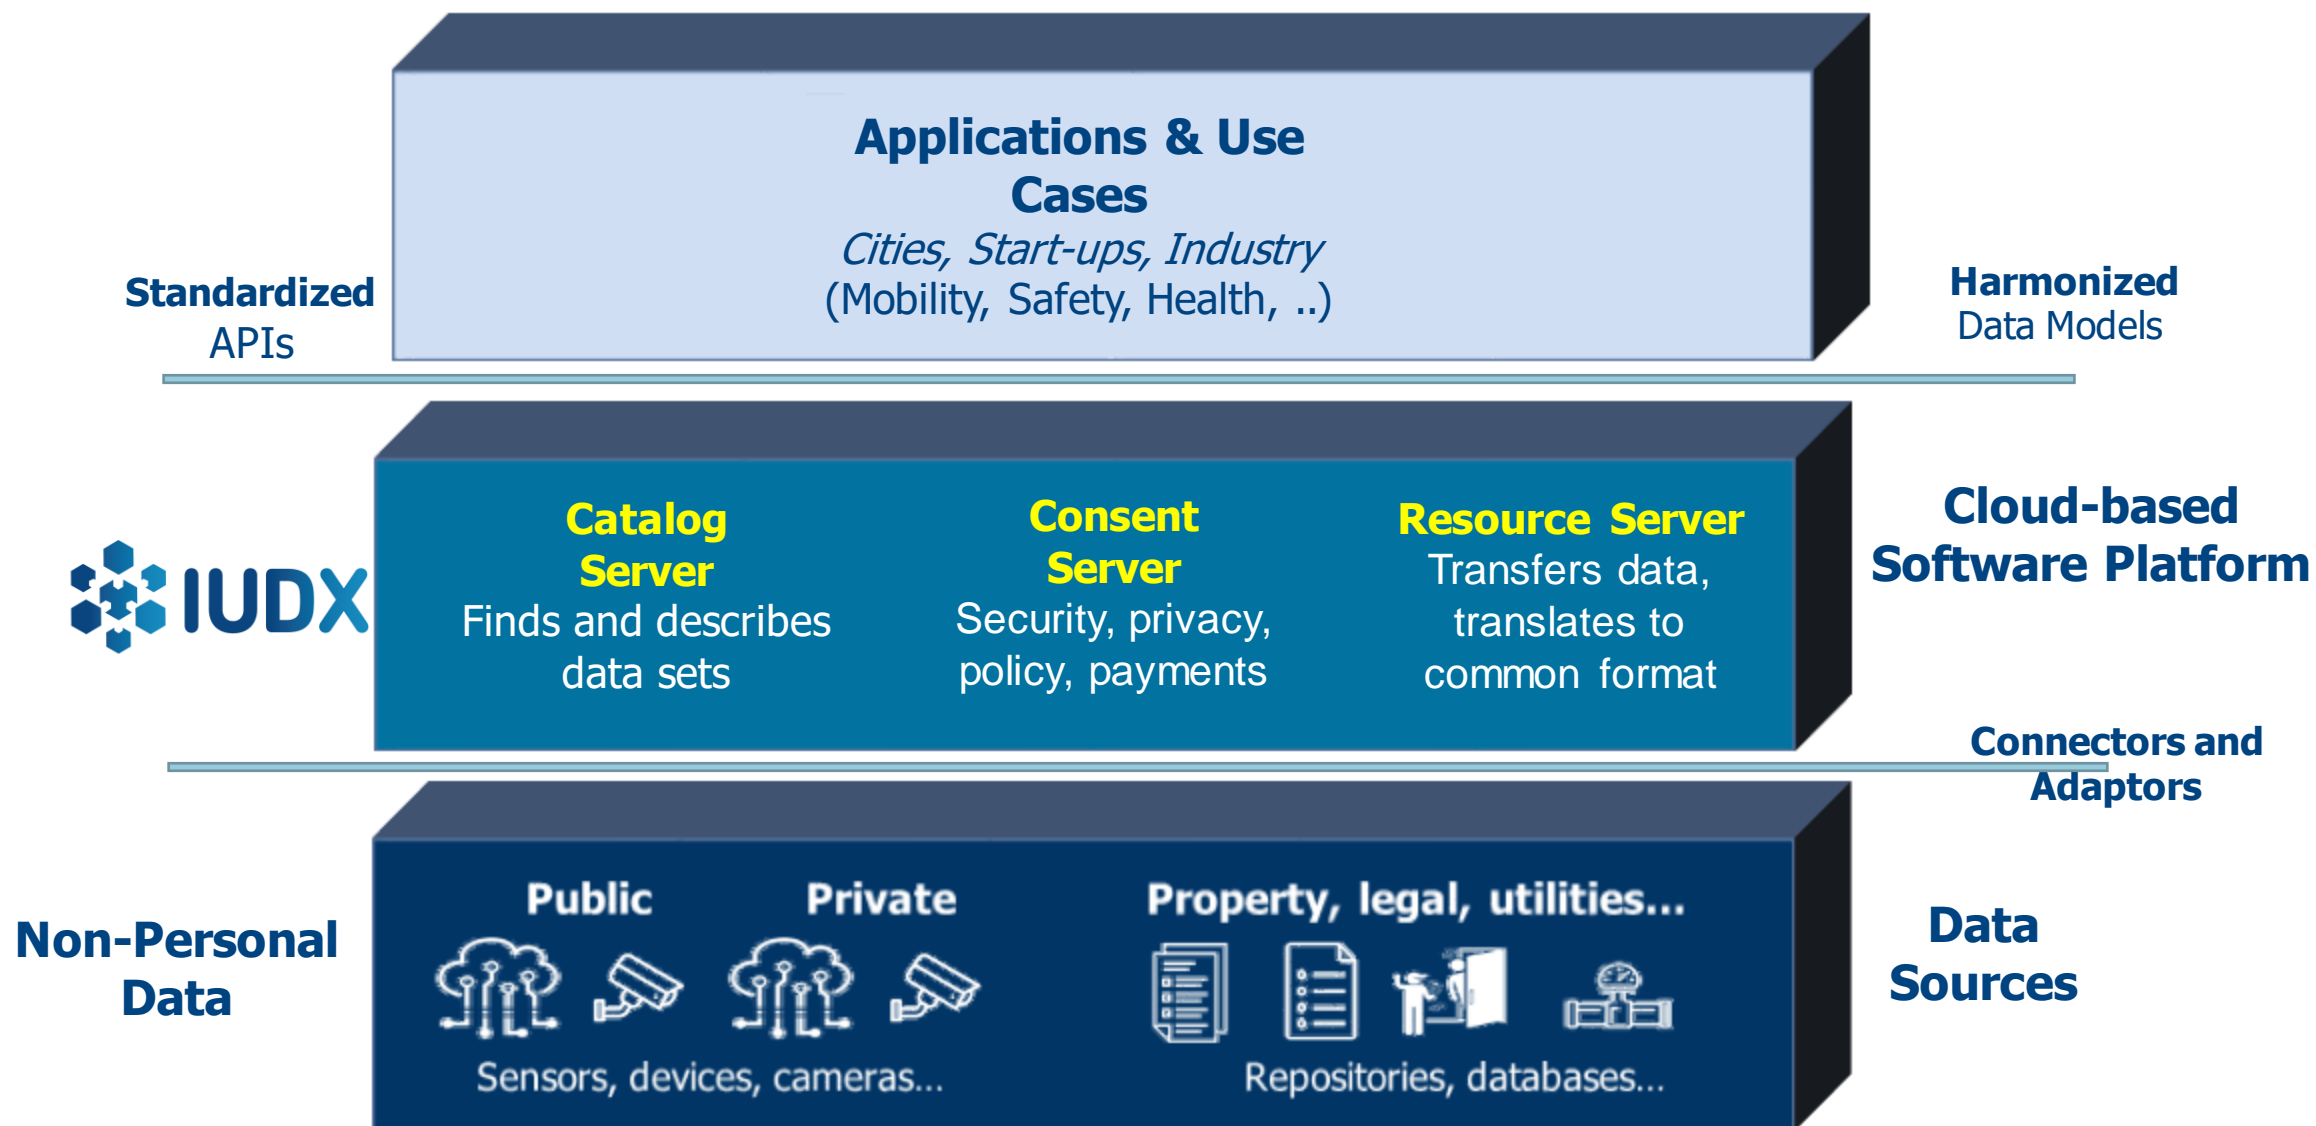 Applications & Use
Cases
Cities, Start-ups, Industry
(Mobility, Safety, Health, ..)
Standardized
APIs
Harmonized
Data Models
IUDX
Catalog
Server
Finds and describes
data sets
Consent
Server
Security, privacy,
policy, payments
Resource Server
Transfers data,
translates to
common format
Cloud-based
Software Platform
Connectors and
Adaptors
Non-Personal
Data
Public
Private
Sensors, devices, cameras...
Property, legal, utilities...
Repositories, databases...
Data
Sources